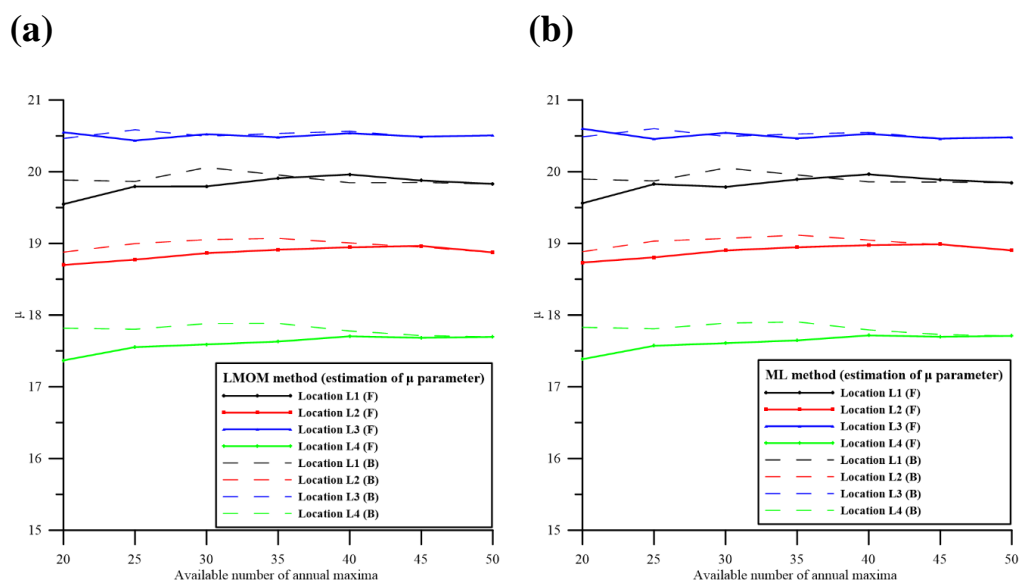 (a)
21
20
19
18
17
16
15
μ
20 25 30 35 40 45 50
Available number of annual maxima
LMOM method (estimation of μ parameter)
Location L1 (F)
Location L2 (F)
Location L3 (F)
Location L4 (F)
Location L1 (B)
Location L2 (B)
Location L3 (B)
Location L4 (B)
(b)
21
20
19
18
17
16
15
μ
20 25 30 35 40 45 50
Available number of annual maxima
ML method (estimation of μ parameter)
Location L1 (F)
Location L2 (F)
Location L3 (F)
Location L4 (F)
Location L1 (B)
Location L2 (B)
Location L3 (B)
Location L4 (B)